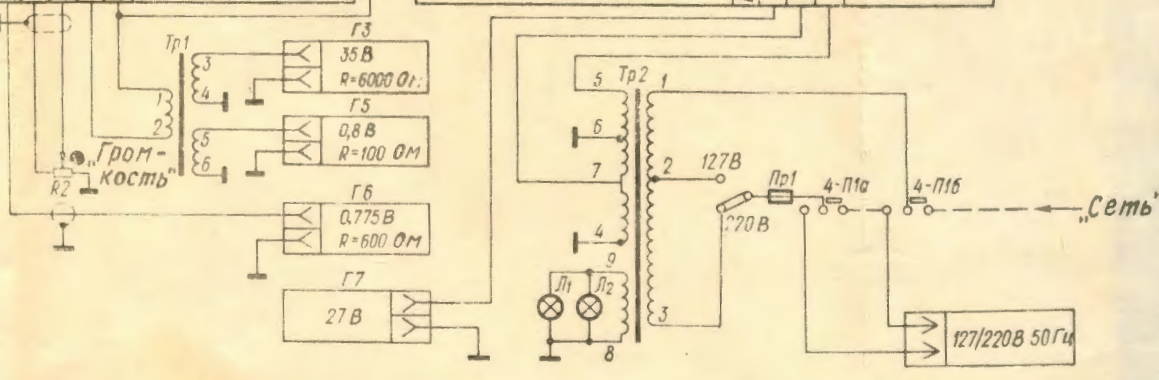 Тр1
3
4
1
2
5
6
Г3
35 В
R=6000 Ом
Г5
0,8 В
R=100 Ом
„Гром-
кость"
R2
Г6
0.775 В
R=600 Ом
Г7
27 В
Тр2
5
6
7
4
9
8
Л1
Л2
1
2
3
127В
220В
Пр1
4-П1а
4-П1б
„Сеть"
127/220В 50Гц